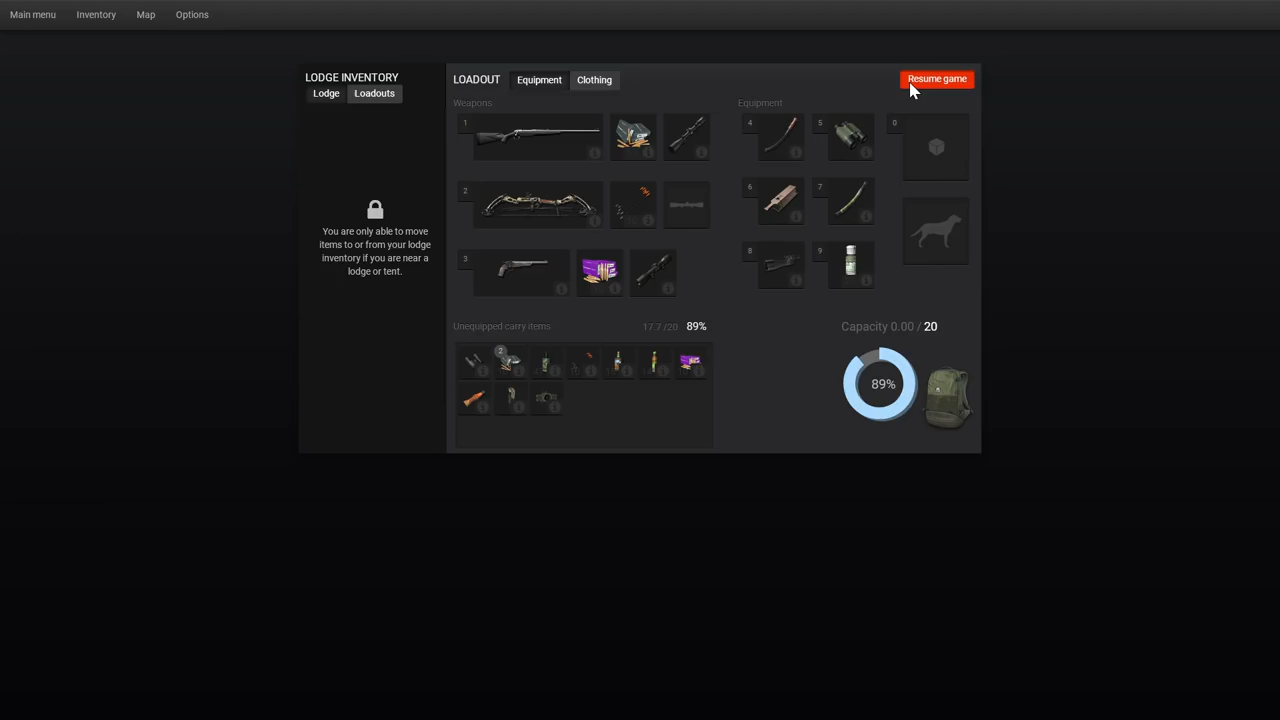 Main menu Inventory Map Options
LODGE INVENTORY
Lodge Loadouts
You are only able to move
items to or from your lodge
inventory if you are near a
lodge or tent.
LOADOUT Equipment Clothing
Resume game
Weapons
1
2
10
3
Equipment
4 5 0
6 7
8 9
Unequipped carry items 17.7/20 89%
2
Capacity 0.00 / 20
89%